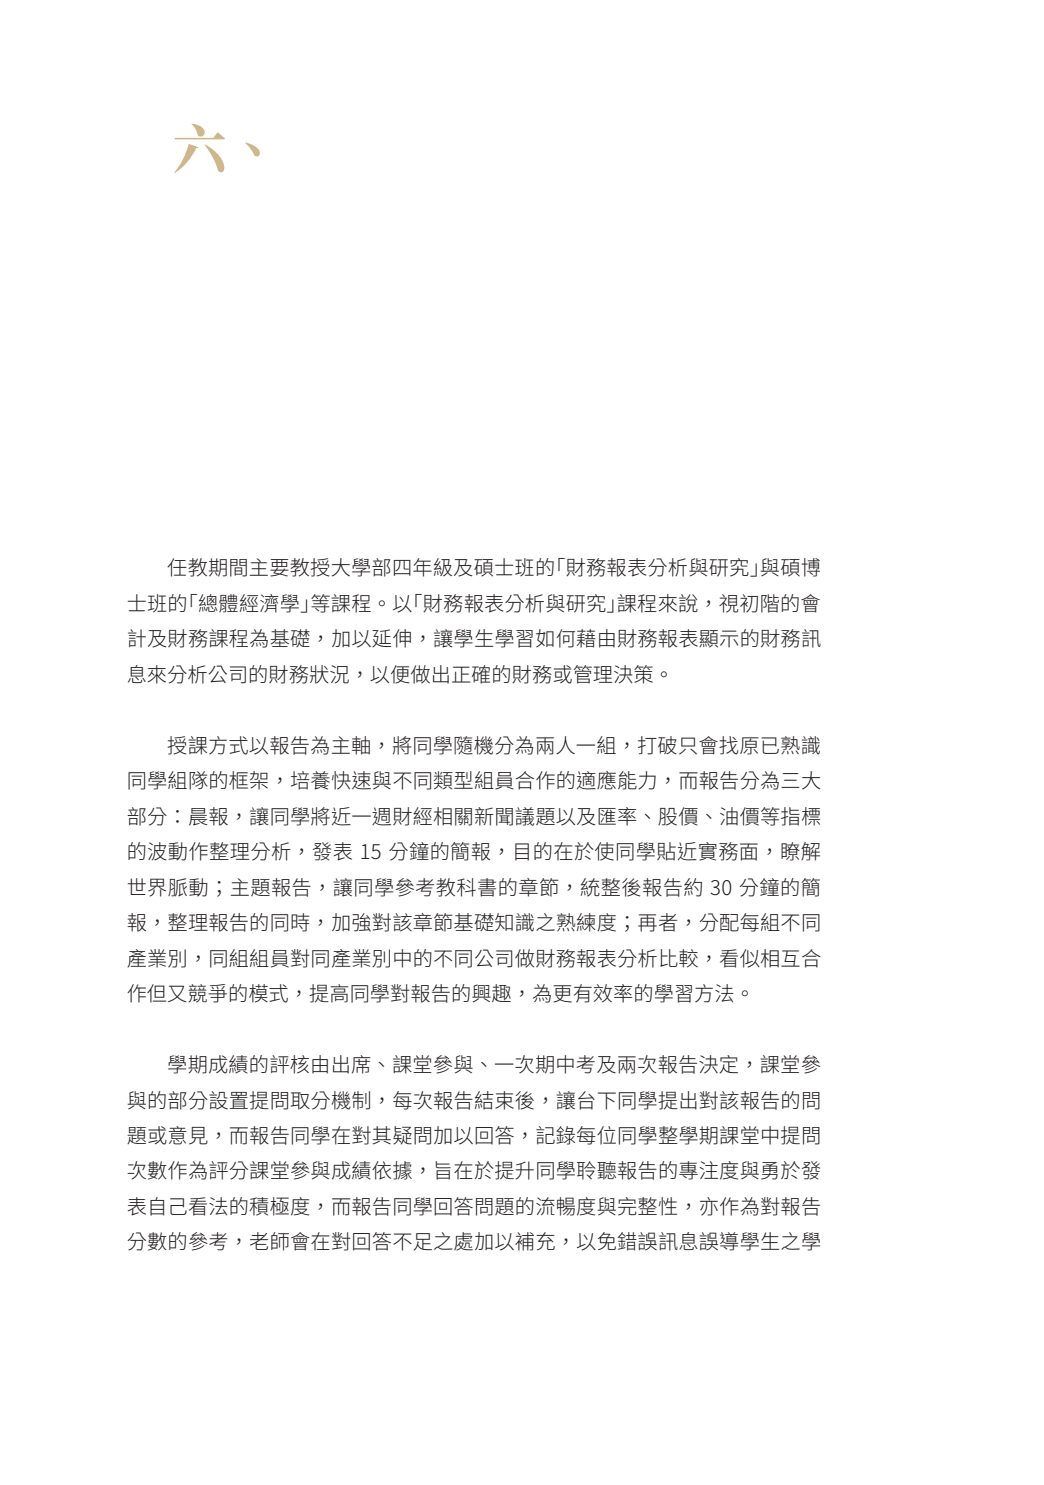 六、
任教期間主要教授大學部四年級及碩士班的「財務報表分析與研究」與碩博
士班的「總體經濟學」等課程。以「財務報表分析與研究」課程來說，視初階的會
計及財務課程為基礎，加以延伸，讓學生學習如何藉由財務報表顯示的財務訊
息來分析公司的財務狀況，以便做出正確的財務或管理決策。
授課方式以報告為主軸，將同學隨機分為兩人一組，打破只會找原已熟識
同學組隊的框架，培養快速與不同類型組員合作的適應能力，而報告分為三大
部分：晨報，讓同學將近一週財經相關新聞議題以及匯率、股價、油價等指標
的波動作整理分析，發表 15 分鐘的簡報，目的在於使同學貼近實務面，瞭解
世界脈動；主題報告，讓同學參考教科書的章節，統整後報告約 30 分鐘的簡
報，整理報告的同時，加強對該章節基礎知識之熟練度；再者，分配每組不同
產業別，同組組員對同產業別中的不同公司做財務報表分析比較，看似相互合
作但又競爭的模式，提高同學對報告的興趣，為更有效率的學習方法。
學期成績的評核由出席、課堂參與、一次期中考及兩次報告決定，課堂參
與的部分設置提問取分機制，每次報告結束後，讓台下同學提出對該報告的問
題或意見，而報告同學在對其疑問加以回答，記錄每位同學整學期課堂中提問
次數作為評分課堂參與成績依據，旨在於提升同學聆聽報告的專注度與勇於發
表自己看法的積極度，而報告同學回答問題的流暢度與完整性，亦作為對報告
分數的參考，老師會在對回答不足之處加以補充，以免錯誤訊息誤導學生之學